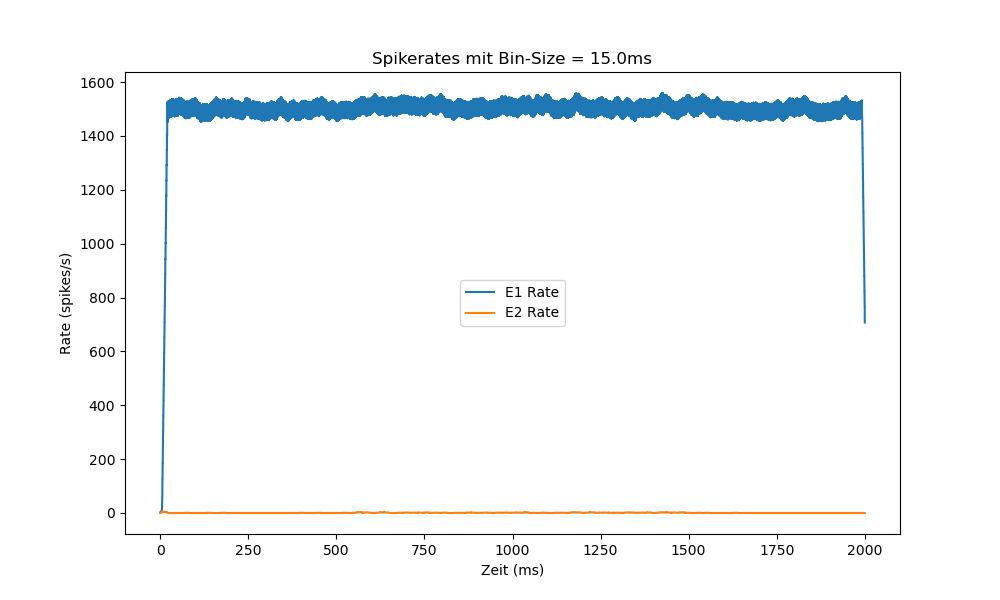 Spikerates mit Bin-Size = 15.0ms
1600
1400
1200
1000
800
600
400
200
0
Rate (spikes/s)
E1 Rate
E2 Rate
0 250 500 750 1000 1250 1500 1750 2000
Zeit (ms)